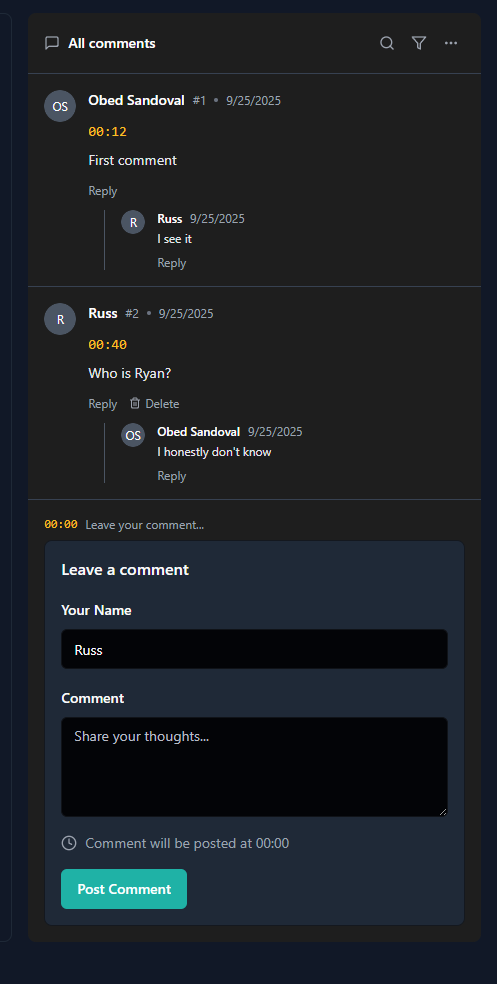 All comments
OS Obed Sandoval #1 • 9/25/2025
00:12
First comment
Reply
R Russ 9/25/2025
I see it
Reply
R Russ #2 • 9/25/2025
00:40
Who is Ryan?
Reply Delete
OS Obed Sandoval 9/25/2025
I honestly don't know
Reply
00:00 Leave your comment...
Leave a comment
Your Name
Russ
Comment
Share your thoughts...
Comment will be posted at 00:00
Post Comment